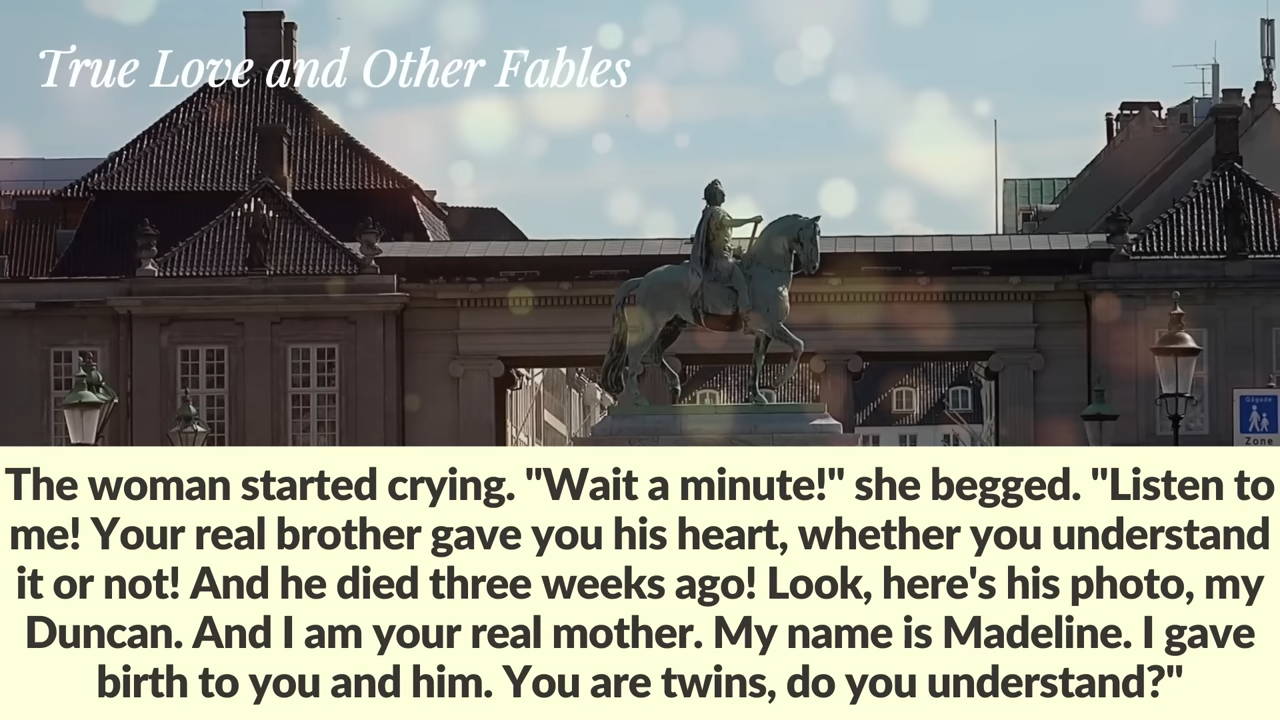 True Love and Other Fables
Gågade
Zone
The woman started crying. "Wait a minute!" she begged. "Listen to
me! Your real brother gave you his heart, whether you understand
it or not! And he died three weeks ago! Look, here's his photo, my
Duncan. And I am your real mother. My name is Madeline. I gave
birth to you and him. You are twins, do you understand?"